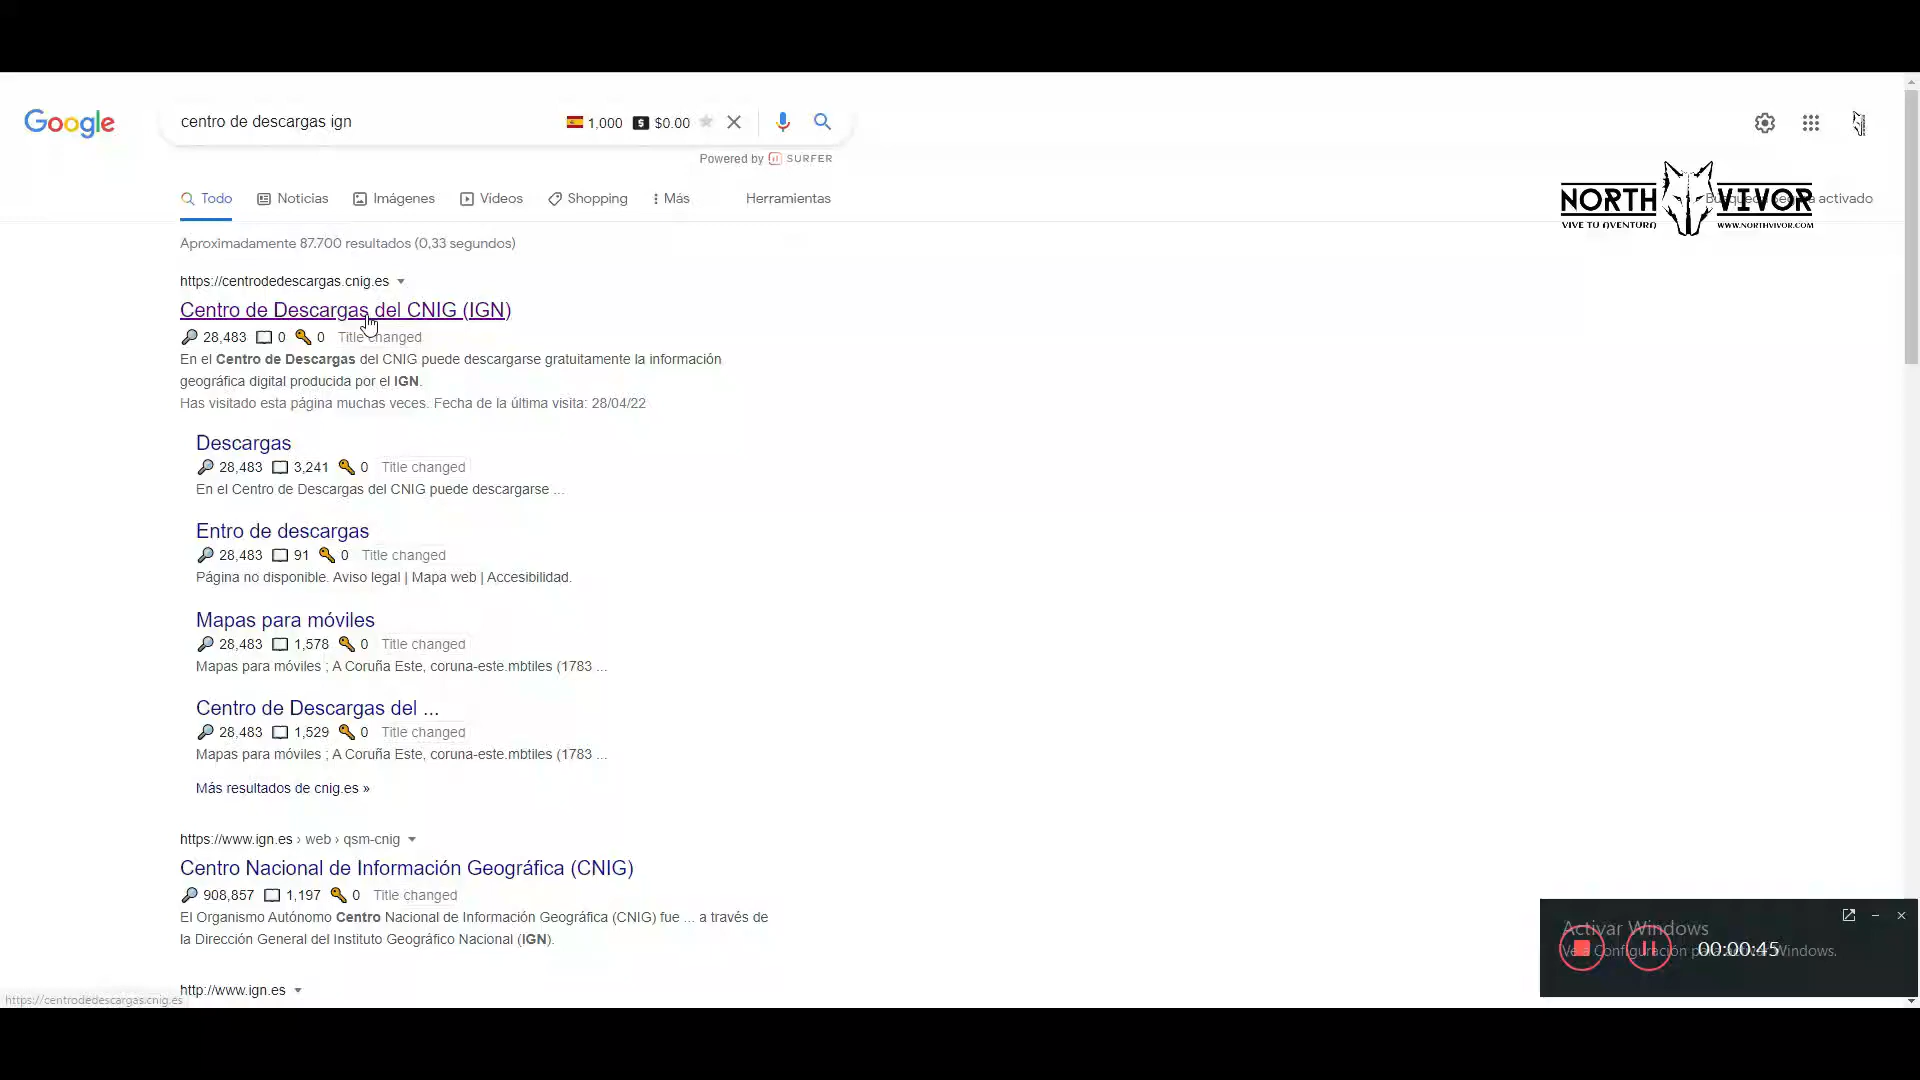 Google
centro de descargas ign
1,000 $0.00
Powered by SURFER
Todo Noticias Imágenes Vídeos Shopping Más Herramientas
NORTH VIVOR
activado
VIVE TU AVENTURA WWW.NORTHVIVOR.COM
Aproximadamente 87.700 resultados (0,33 segundos)
https://centrodedescargas.cnig.es
Centro de Descargas del CNIG (IGN)
28,483 0 0 Title changed
En el Centro de Descargas del CNIG puede descargarse gratuitamente la información
geográfica digital producida por el IGN.
Has visitado esta página muchas veces. Fecha de la última visita: 28/04/22
Descargas
28,483 3,241 0 Title changed
En el Centro de Descargas del CNIG puede descargarse ...
Entro de descargas
28,483 91 0 Title changed
Página no disponible. Aviso legal | Mapa web | Accesibilidad.
Mapas para móviles
28,483 1,578 0 Title changed
Mapas para móviles ; A Coruña Este, coruna-este.mbtiles (1783 ...
Centro de Descargas del ...
28,483 1,529 0 Title changed
Mapas para móviles ; A Coruña Este, coruna-este.mbtiles (1783 ...
Más resultados de cnig.es »
https://www.ign.es › web › qsm-cnig
Centro Nacional de Información Geográfica (CNIG)
908,857 1,197 0 Title changed
El Organismo Autónomo Centro Nacional de Información Geográfica (CNIG) fue ... a través de
la Dirección General del Instituto Geográfico Nacional (IGN).
http://www.ign.es
https://centrodedescargas.cnig.es
Activar Windows
00:00:45
Ve a Configuración para activar Windows.